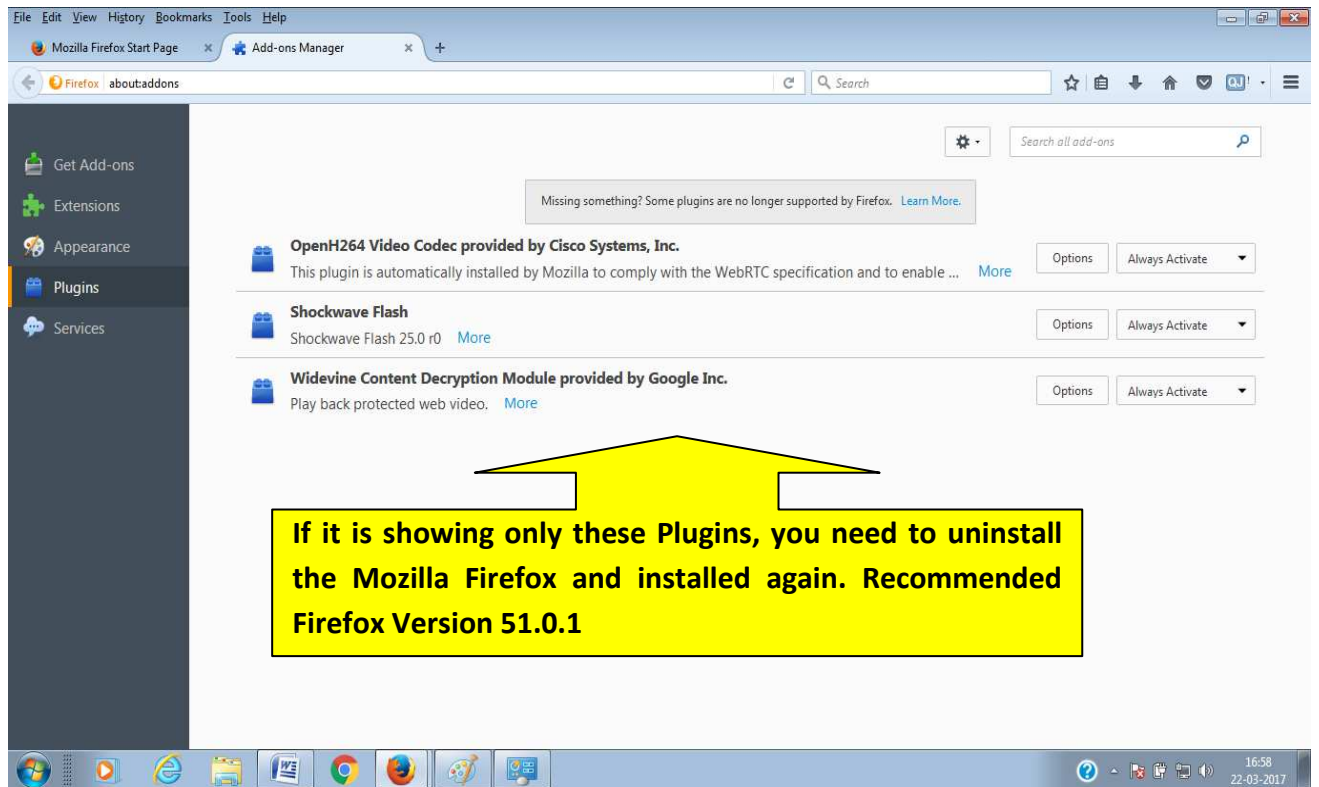 File Edit View History Bookmarks Tools Help
Mozilla Firefox Start Page × Add-ons Manager × +
Firefox about:addons
Search
Get Add-ons
Extensions
Appearance
Plugins
Services
Search all add-ons
Missing something? Some plugins are no longer supported by Firefox. Learn More.
OpenH264 Video Codec provided by Cisco Systems, Inc.
This plugin is automatically installed by Mozilla to comply with the WebRTC specification and to enable ... More
Options Always Activate
Shockwave Flash
Shockwave Flash 25.0 r0 More
Options Always Activate
Widevine Content Decryption Module provided by Google Inc.
Play back protected web video. More
Options Always Activate
If it is showing only these Plugins, you need to uninstall
the Mozilla Firefox and installed again. Recommended
Firefox Version 51.0.1
16:58
22-03-2017